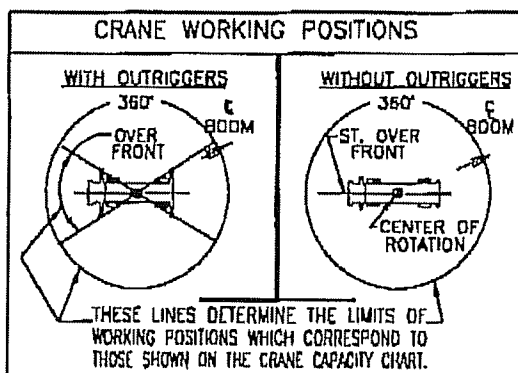 CRANE WORKING POSITIONS
WITH OUTRIGGERS
360°
℄
BOOM
OVER
FRONT
WITHOUT OUTRIGGERS
360°
℄
BOOM
ST. OVER
FRONT
CENTER OF
ROTATION
THESE LINES DETERMINE THE LIMITS OF
WORKING POSITIONS WHICH CORRESPOND TO
THOSE SHOWN ON THE CRANE CAPACITY CHART.